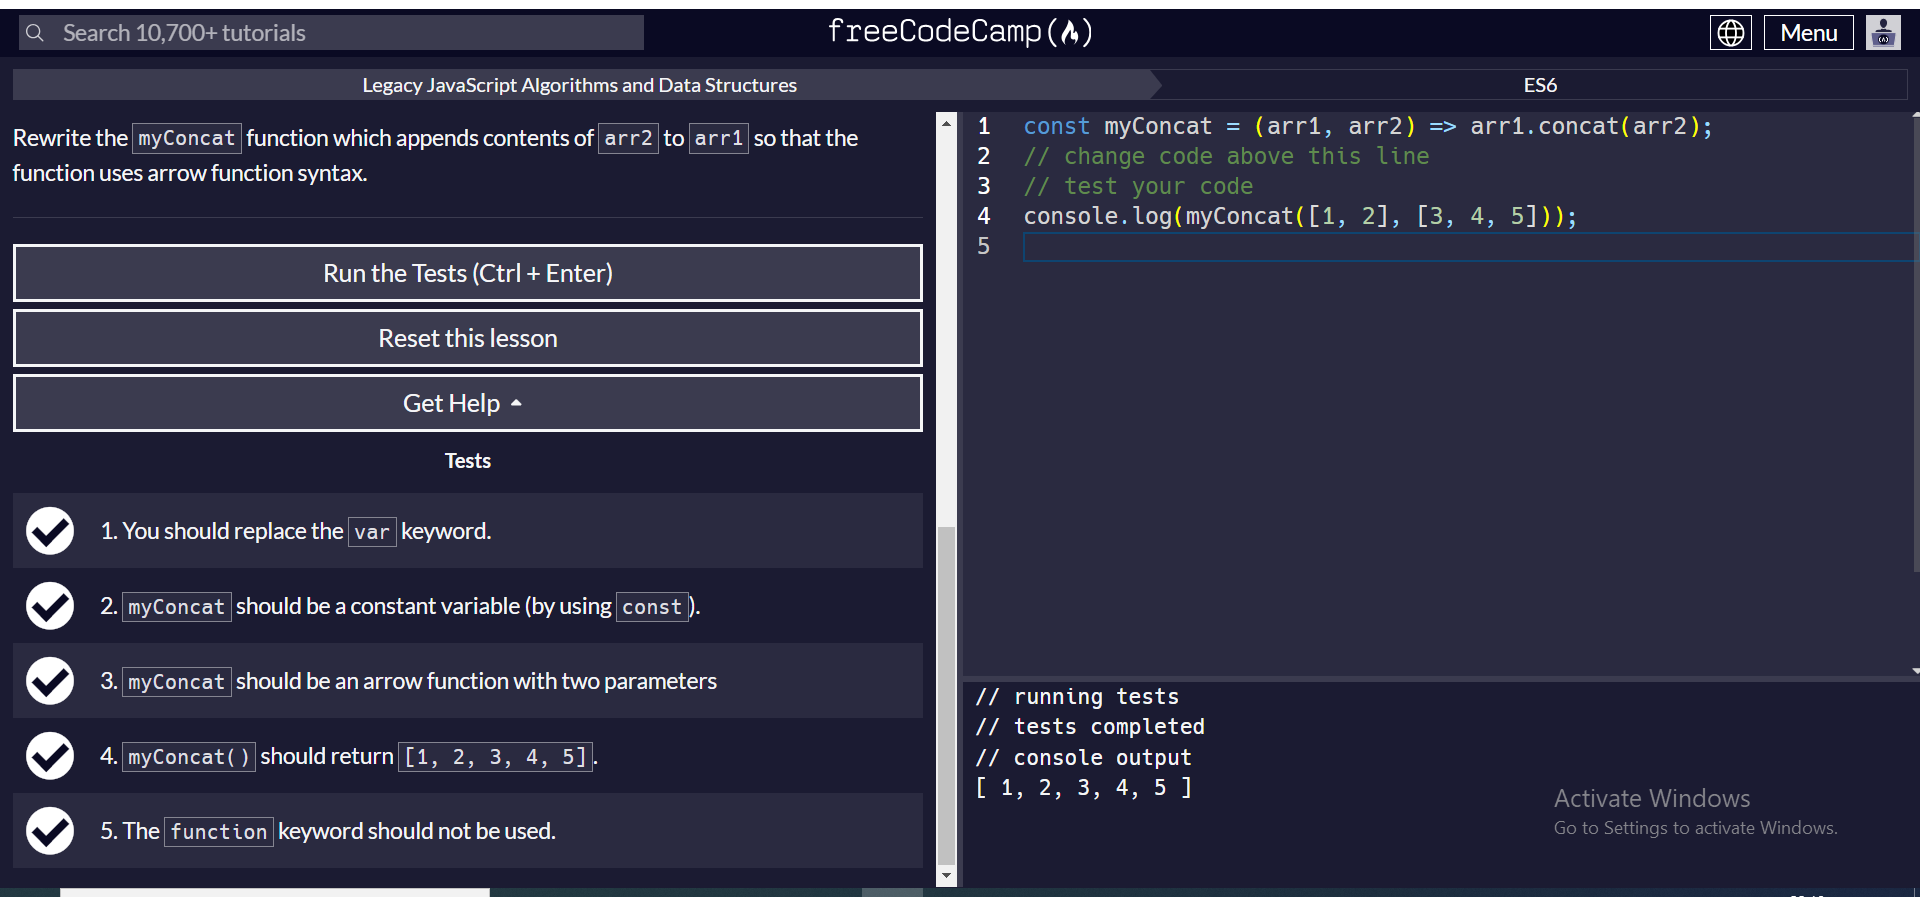 Search 10,700+ tutorials
freeCodeCamp
Menu
Legacy JavaScript Algorithms and Data Structures
ES6
Rewrite the myConcat function which appends contents of arr2 to arr1 so that the
function uses arrow function syntax.
Run the Tests (Ctrl + Enter)
Reset this lesson
Get Help
Tests
1. You should replace the var keyword.
2. myConcat should be a constant variable (by using const).
3. myConcat should be an arrow function with two parameters
4. myConcat() should return [1, 2, 3, 4, 5].
5. The function keyword should not be used.
1 const myConcat = (arr1, arr2) => arr1.concat(arr2);
2 // change code above this line
3 // test your code
4 console.log(myConcat([1, 2], [3, 4, 5]));
5
// running tests
// tests completed
// console output
[ 1, 2, 3, 4, 5 ]
Activate Windows
Go to Settings to activate Windows.